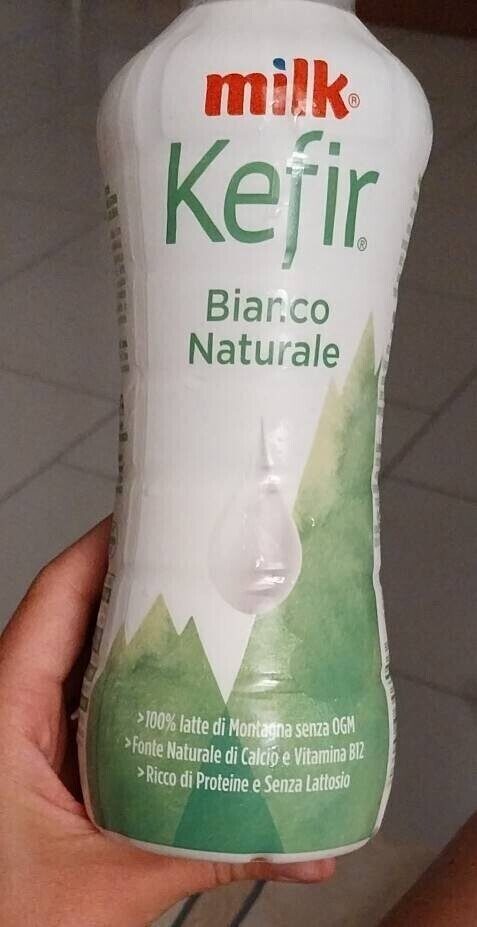 milk®
Kefir®
Bianco
Naturale
>100% latte di Montagna senza OGM
>Fonte Naturale di Calcio e Vitamina B12
>Ricco di Proteine e Senza Lattosio